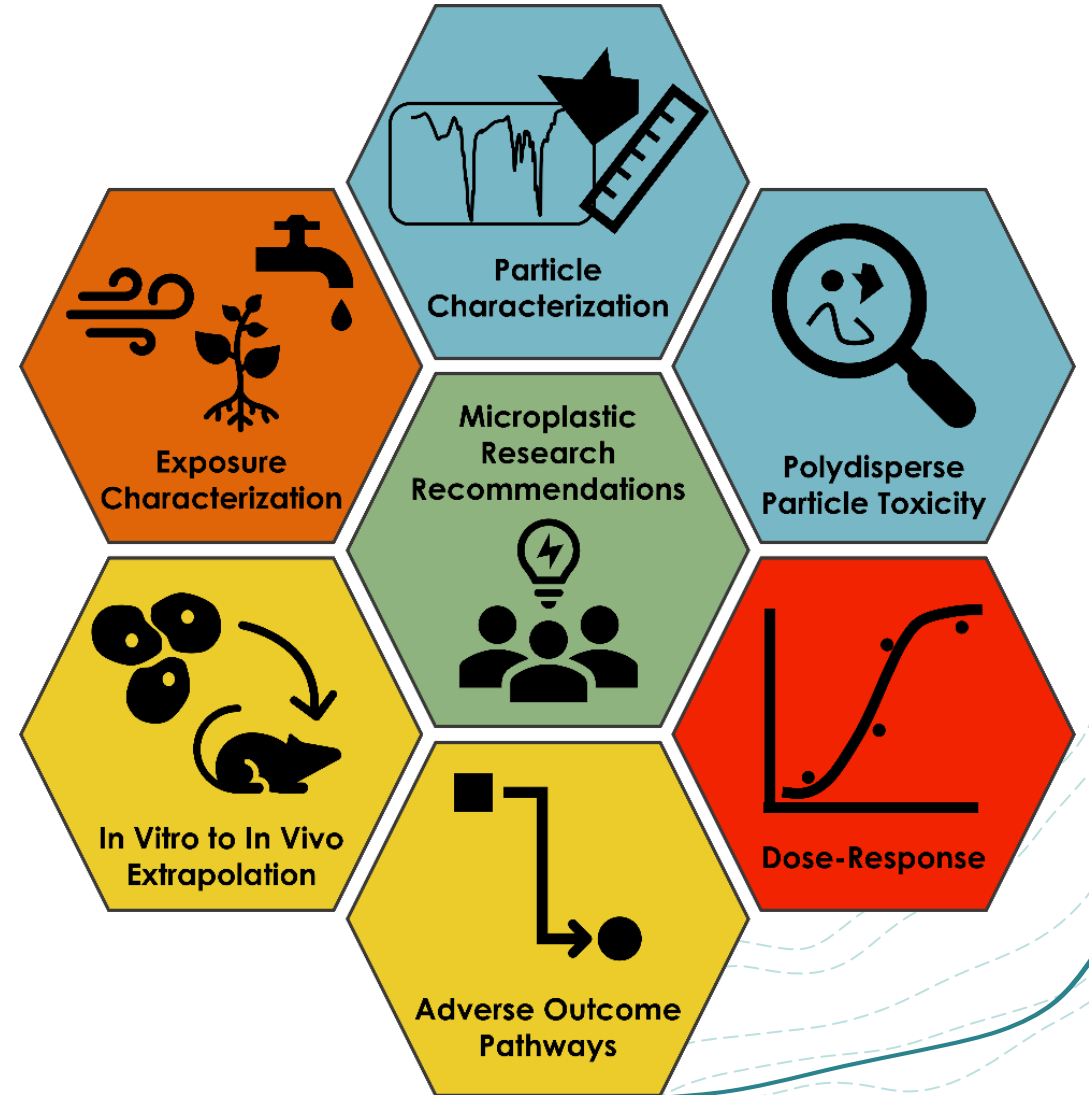 Particle
Characterization
Exposure
Characterization
Microplastic
Research
Recommendations
Polydisperse
Particle Toxicity
In Vitro to In Vivo
Extrapolation
Dose-Response
Adverse Outcome
Pathways